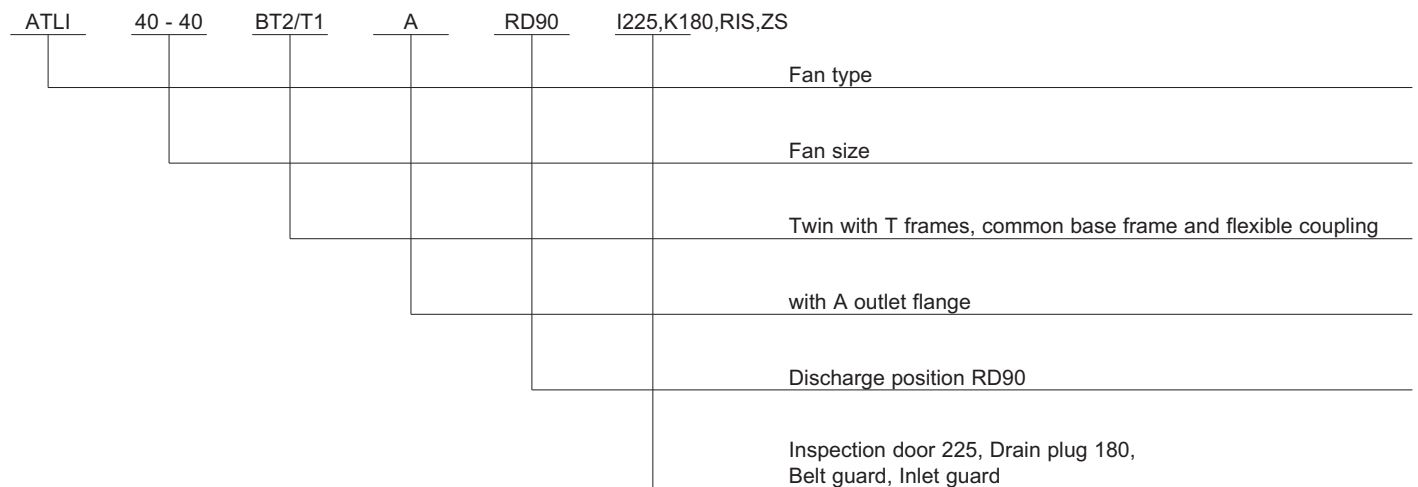 ATLI 40 - 40 BT2/T1 A RD90 I225,K180,RIS,ZS
Fan type
Fan size
Twin with T frames, common base frame and flexible coupling
with A outlet flange
Discharge position RD90
Inspection door 225, Drain plug 180,
Belt guard, Inlet guard